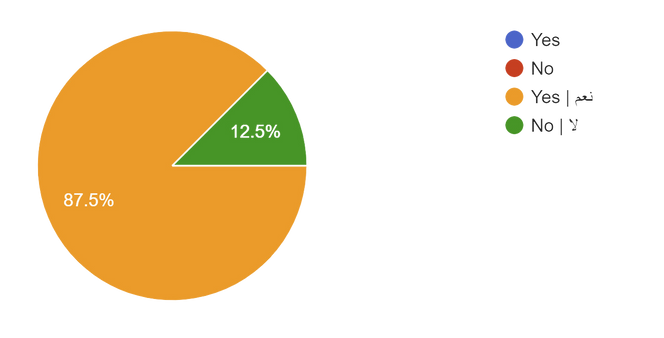 Yes
No
Yes | نعم
No | لا
12.5%
87.5%